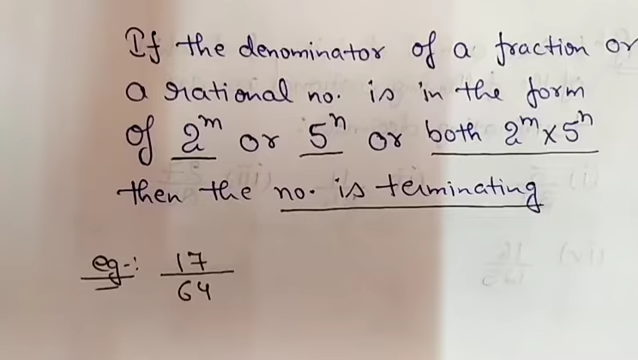 If the denominator of a fraction or
a rational no. is in the form
of 2^m or 5^n or both 2^m x 5^n
then the no. is terminating
eg-: 17/64